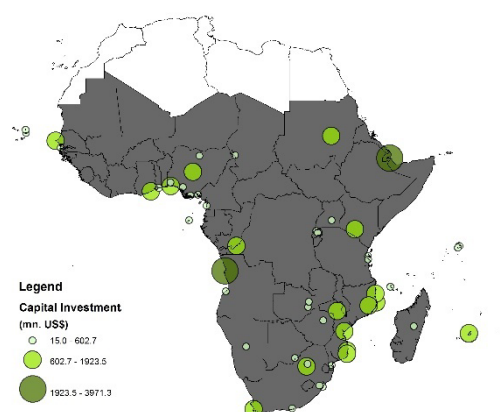 Legend
Capital Investment
(mn. US$)
15.0 - 602.7
602.7 - 1923.5
1923.5 - 3971.3